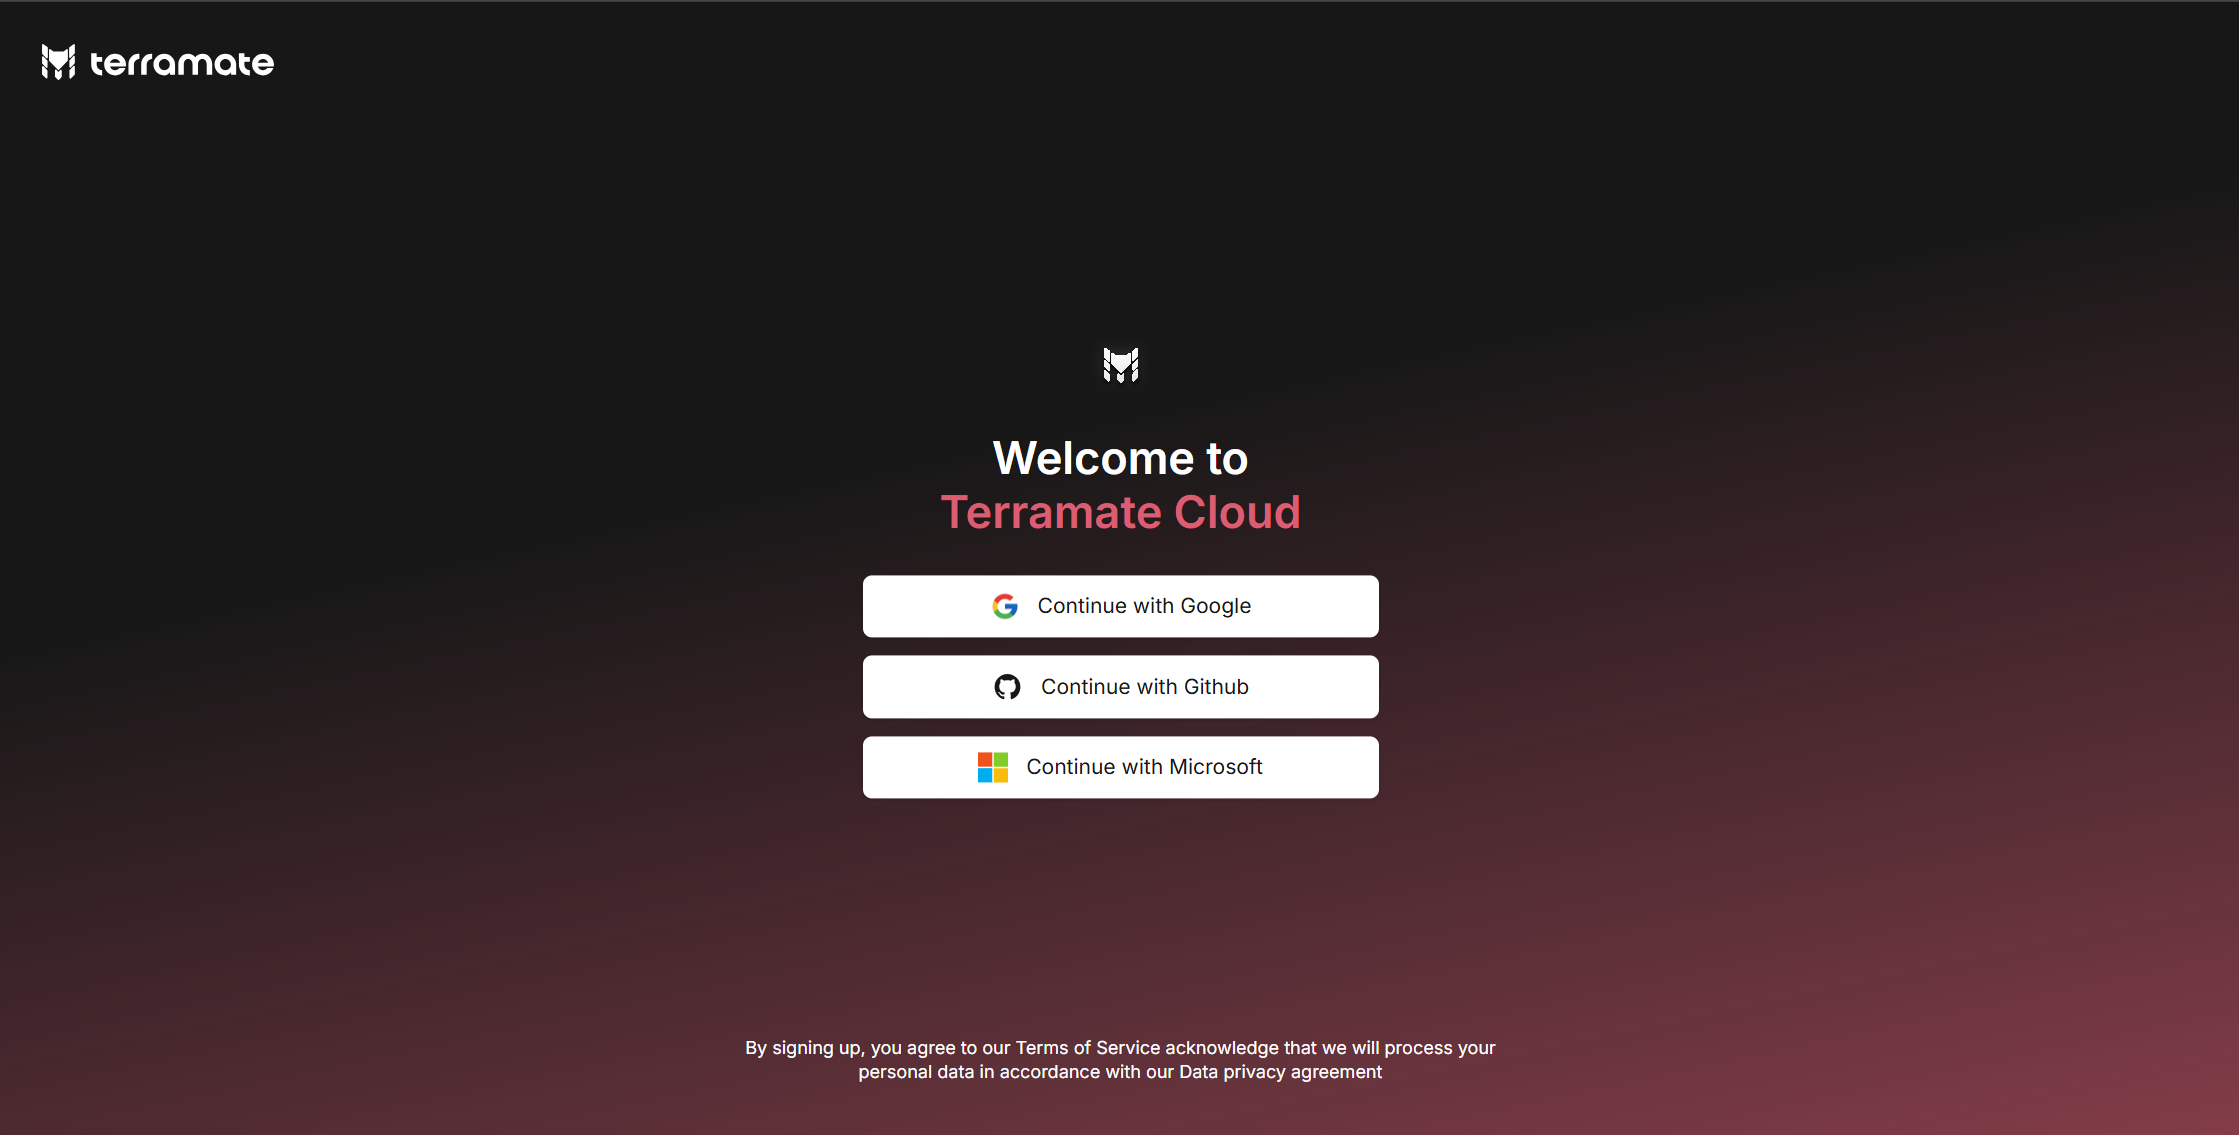 terramate
Welcome to
Terramate Cloud
Continue with Google
Continue with Github
Continue with Microsoft
By signing up, you agree to our Terms of Service acknowledge that we will process your
personal data in accordance with our Data privacy agreement